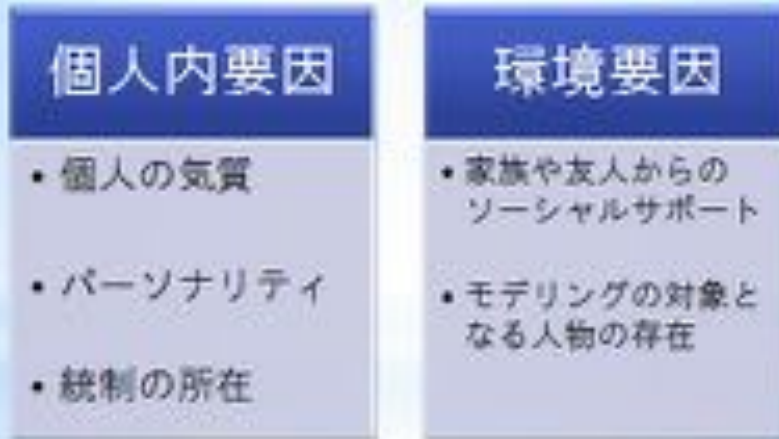 個人内要因
• 個人の気質
• パーソナリティ
• 統制の所在
環境要因
• 家族や友人からの
ソーシャルサポート
• モデリングの対象と
なる人物の存在